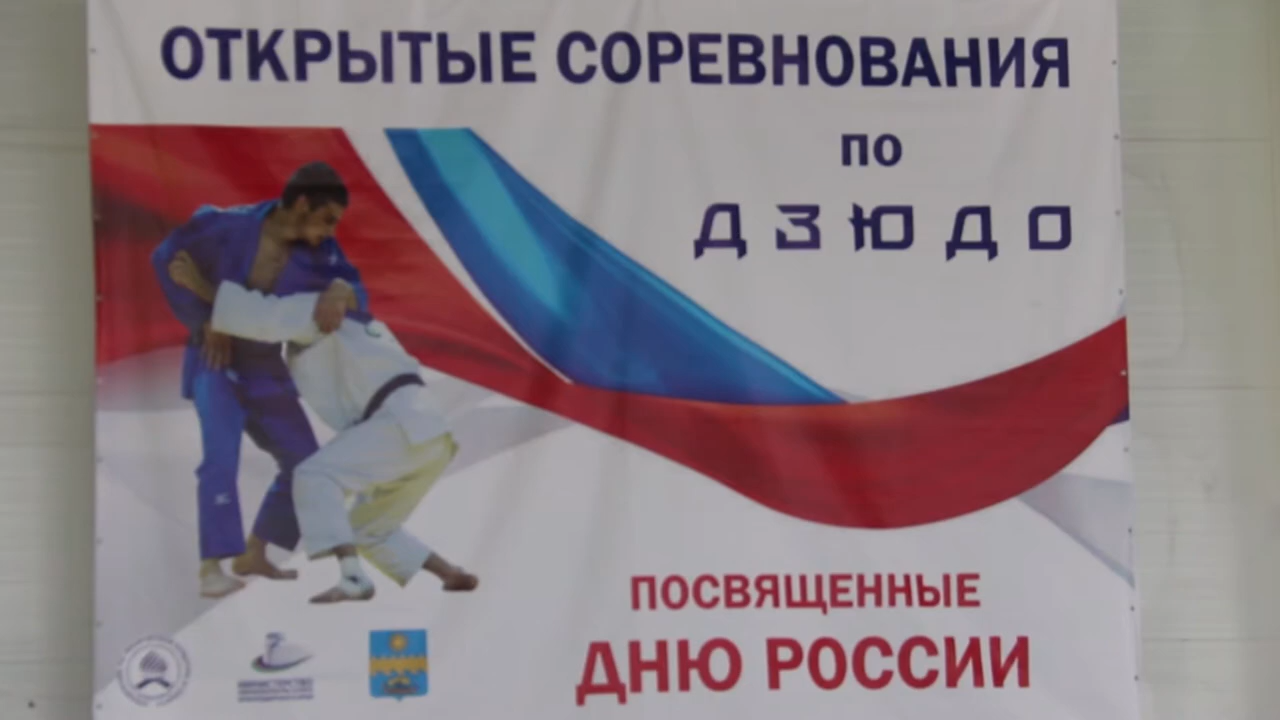 ОТКРЫТЫЕ СОРЕВНОВАНИЯ
ПО
ДЗЮДО
ПОСВЯЩЕННЫЕ
ДНЮ РОССИИ